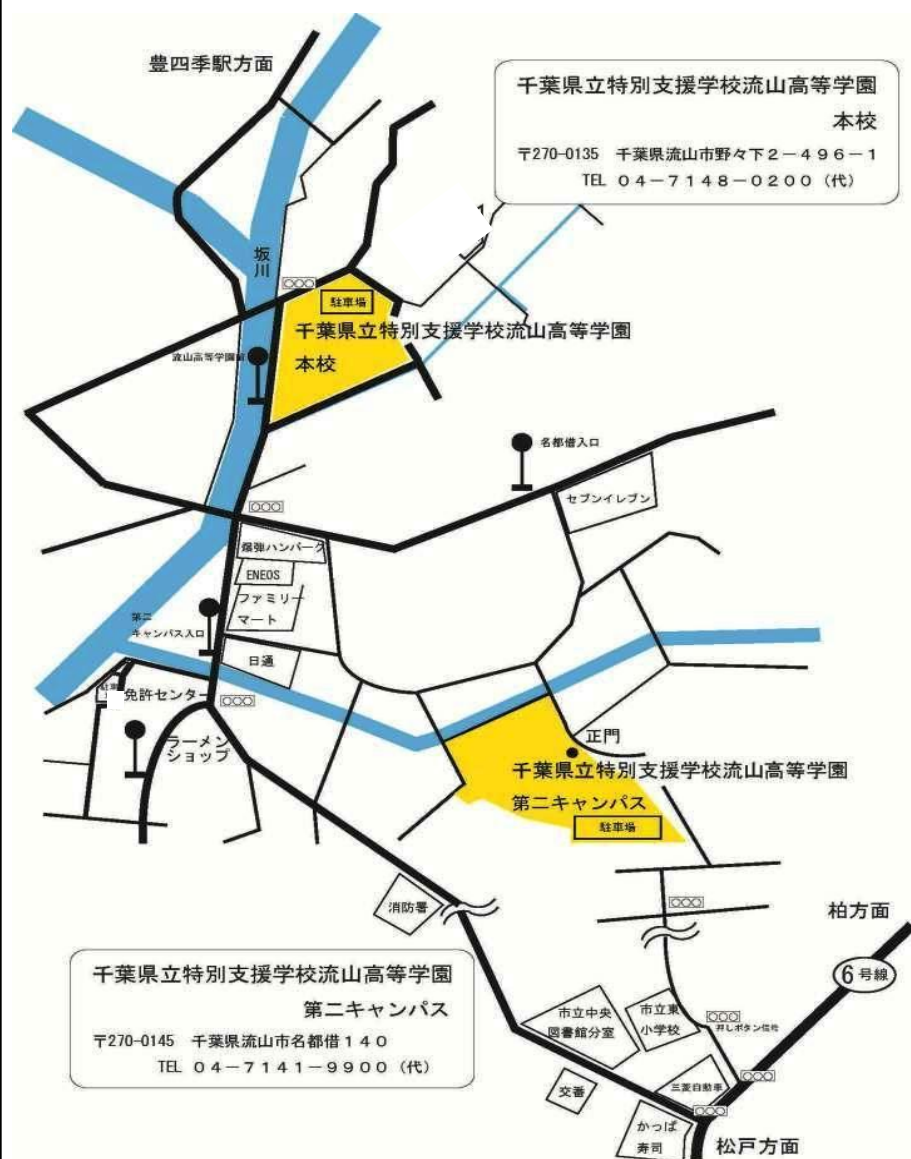 豊四季駅方面
千葉県立特別支援学校流山高等学園
本校
〒270-0135 千葉県流山市野々下2－496－1
TEL 04－7148－0200（代）
坂川
○○○
駐車場
千葉県立特別支援学校流山高等学園
本校
流山高等学園前
名都借入口
セブンイレブン
○○○
爆弾ハンバーグ
ENEOS
ファミリー
マート
第二
キャンパス入口
日通
免許センター
○○○
ラーメン
ショップ
正門
千葉県立特別支援学校流山高等学園
第二キャンパス
駐車場
消防署
○○○
柏方面
6号線
千葉県立特別支援学校流山高等学園
第二キャンパス
〒270-0145 千葉県流山市名都借140
TEL 04－7141－9900（代）
市立中央
図書館分室
市立東
小学校
○○○
押しボタン信号
○○○
三菱自動車
交番
○○○
かっぱ
寿司
松戸方面